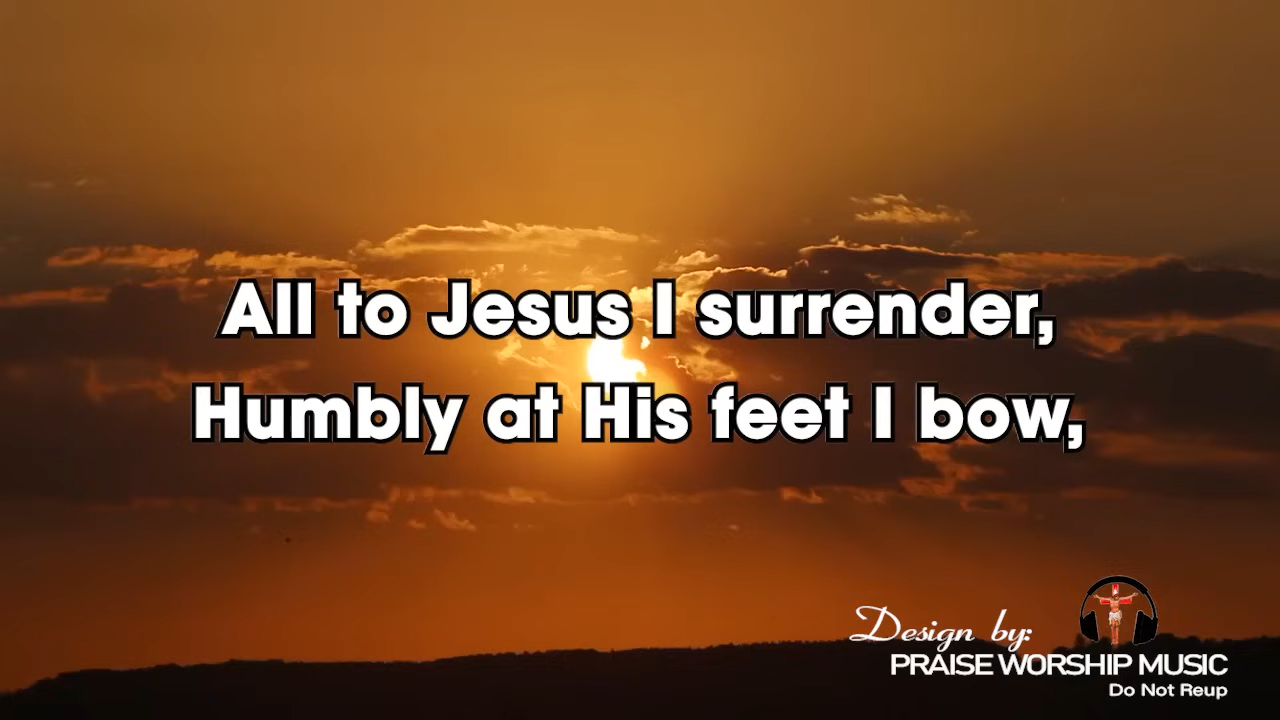 All to Jesus I surrender,
Humbly at His feet I bow,
Design by:
PRAISE WORSHIP MUSIC
Do Not Reup